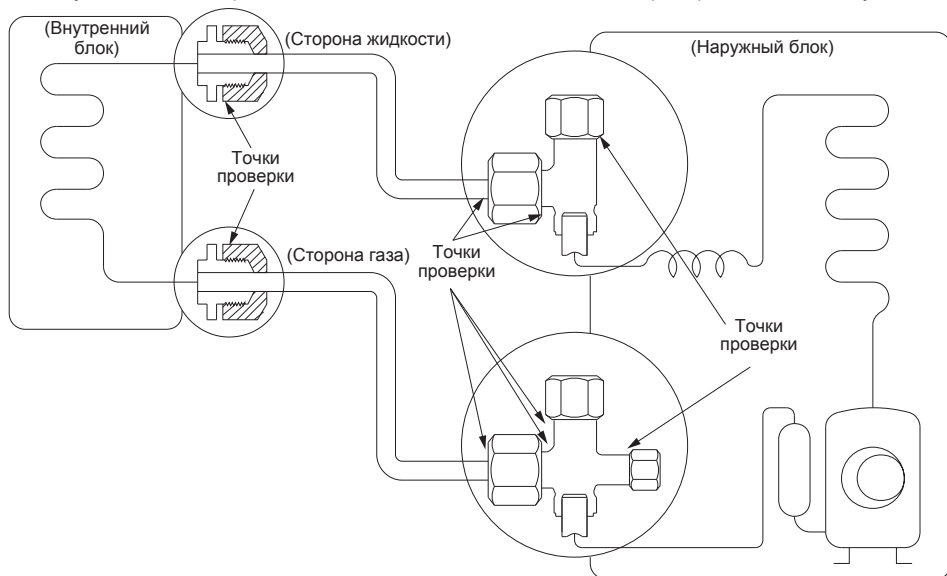 (Внутренний
блок)
(Сторона жидкости)
(Наружный блок)
Точки
проверки
(Сторона газа)
Точки
проверки
Точки
проверки